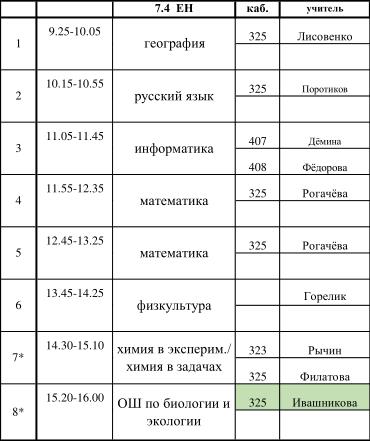 7.4 ЕН каб. учитель
1 9.25-10.05 география 325 Лисовенко
2 10.15-10.55 русский язык 325 Поротиков
3 11.05-11.45 информатика 407 Дёмина
408 Фёдорова
4 11.55-12.35 математика 325 Рогачёва
5 12.45-13.25 математика 325 Рогачёва
6 13.45-14.25 физкультура Горелик
7* 14.30-15.10 химия в эксперим./ 323 Рычин
химия в задачах 325 Филатова
8* 15.20-16.00 ОШ по биологии и 325 Ивашникова
экологии